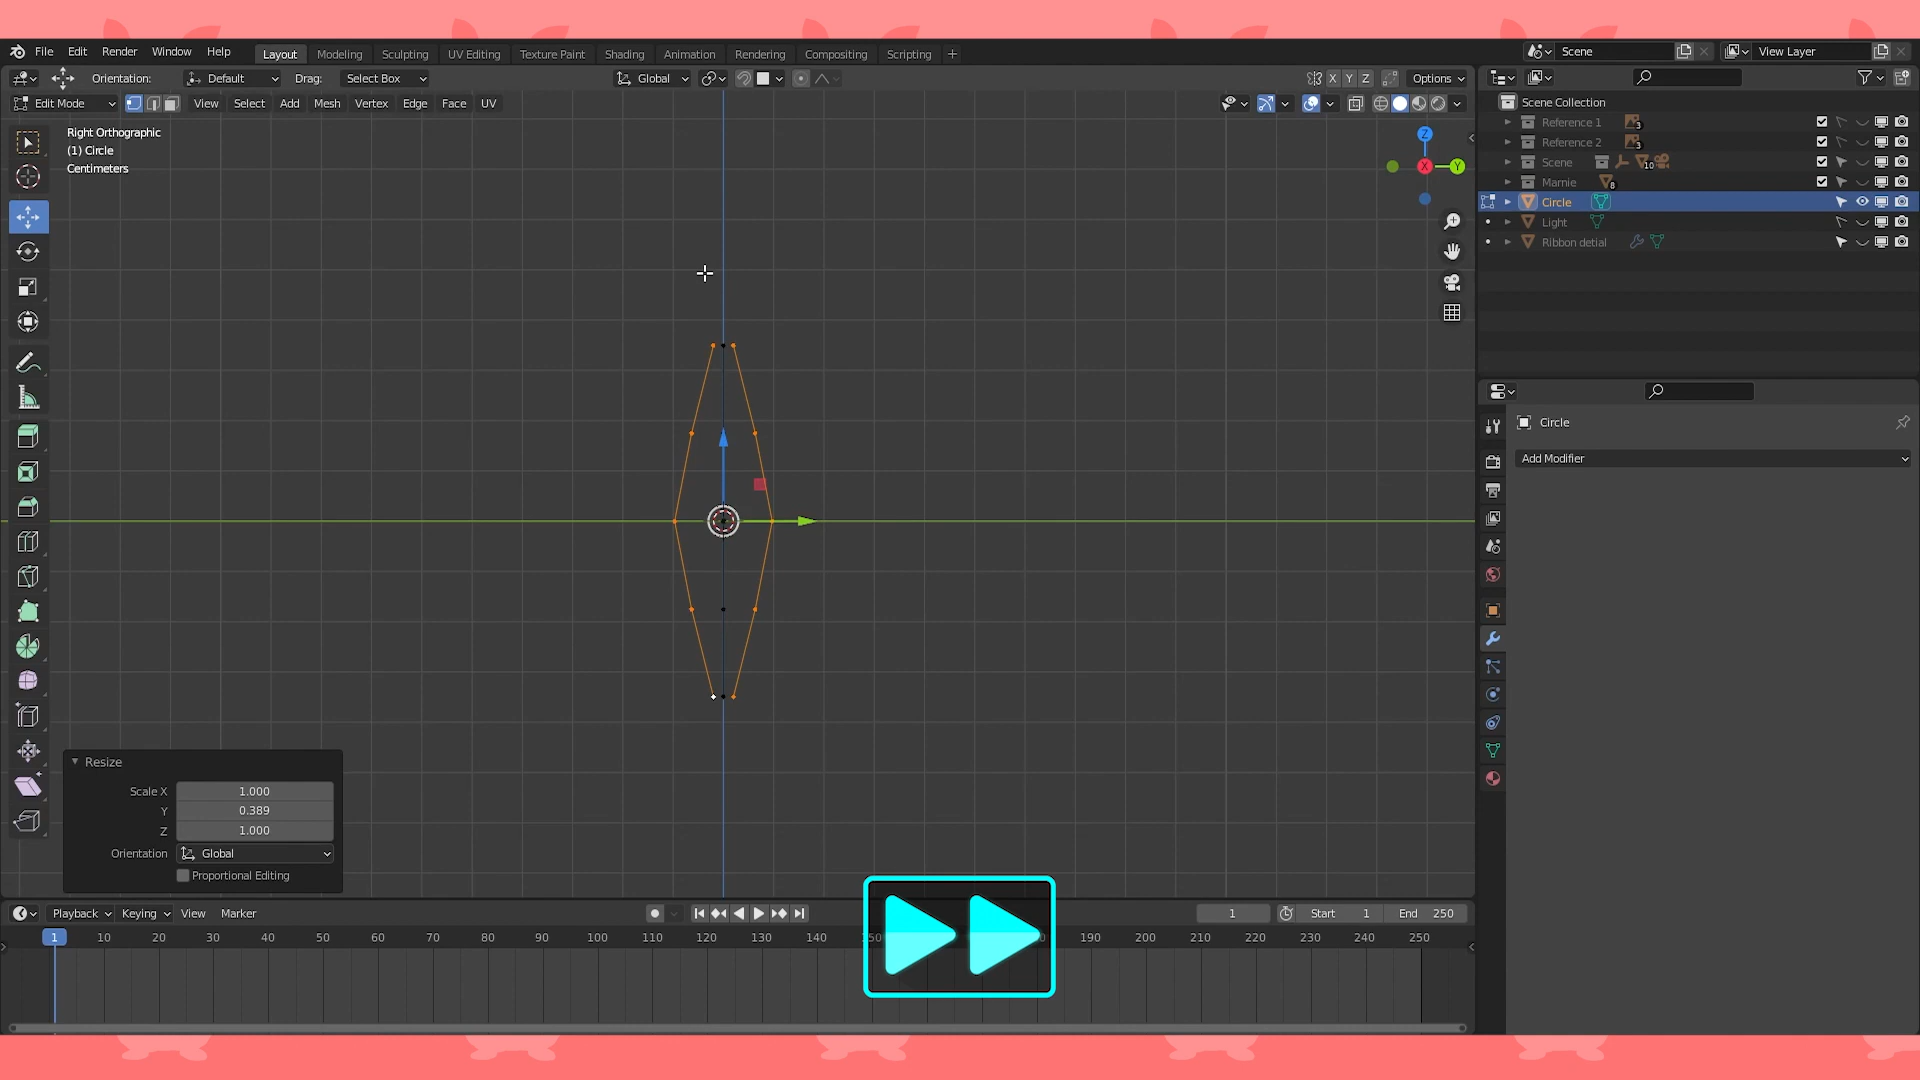 File Edit Render Window Help Layout Modeling Sculpting UV Editing Texture Paint Shading Animation Rendering Compositing Scripting + Scene View Layer
Orientation: Default Drag: Select Box Global X Y Z Options
Edit Mode View Select Add Mesh Vertex Edge Face UV
Right Orthographic
(1) Circle
Centimeters
Z
X
Y
Scene Collection
Reference 1 3
Reference 2 3
Scene 10
Marnie 8
Circle
Light
Ribbon detial
Circle
Add Modifier
Resize
Scale X 1.000
Y 0.389
Z 1.000
Orientation Global
Proportional Editing
Playback Keying View Marker 1 Start 1 End 250
1 10 20 30 40 50 60 70 80 90 100 110 120 130 140 190 200 210 220 230 240 250